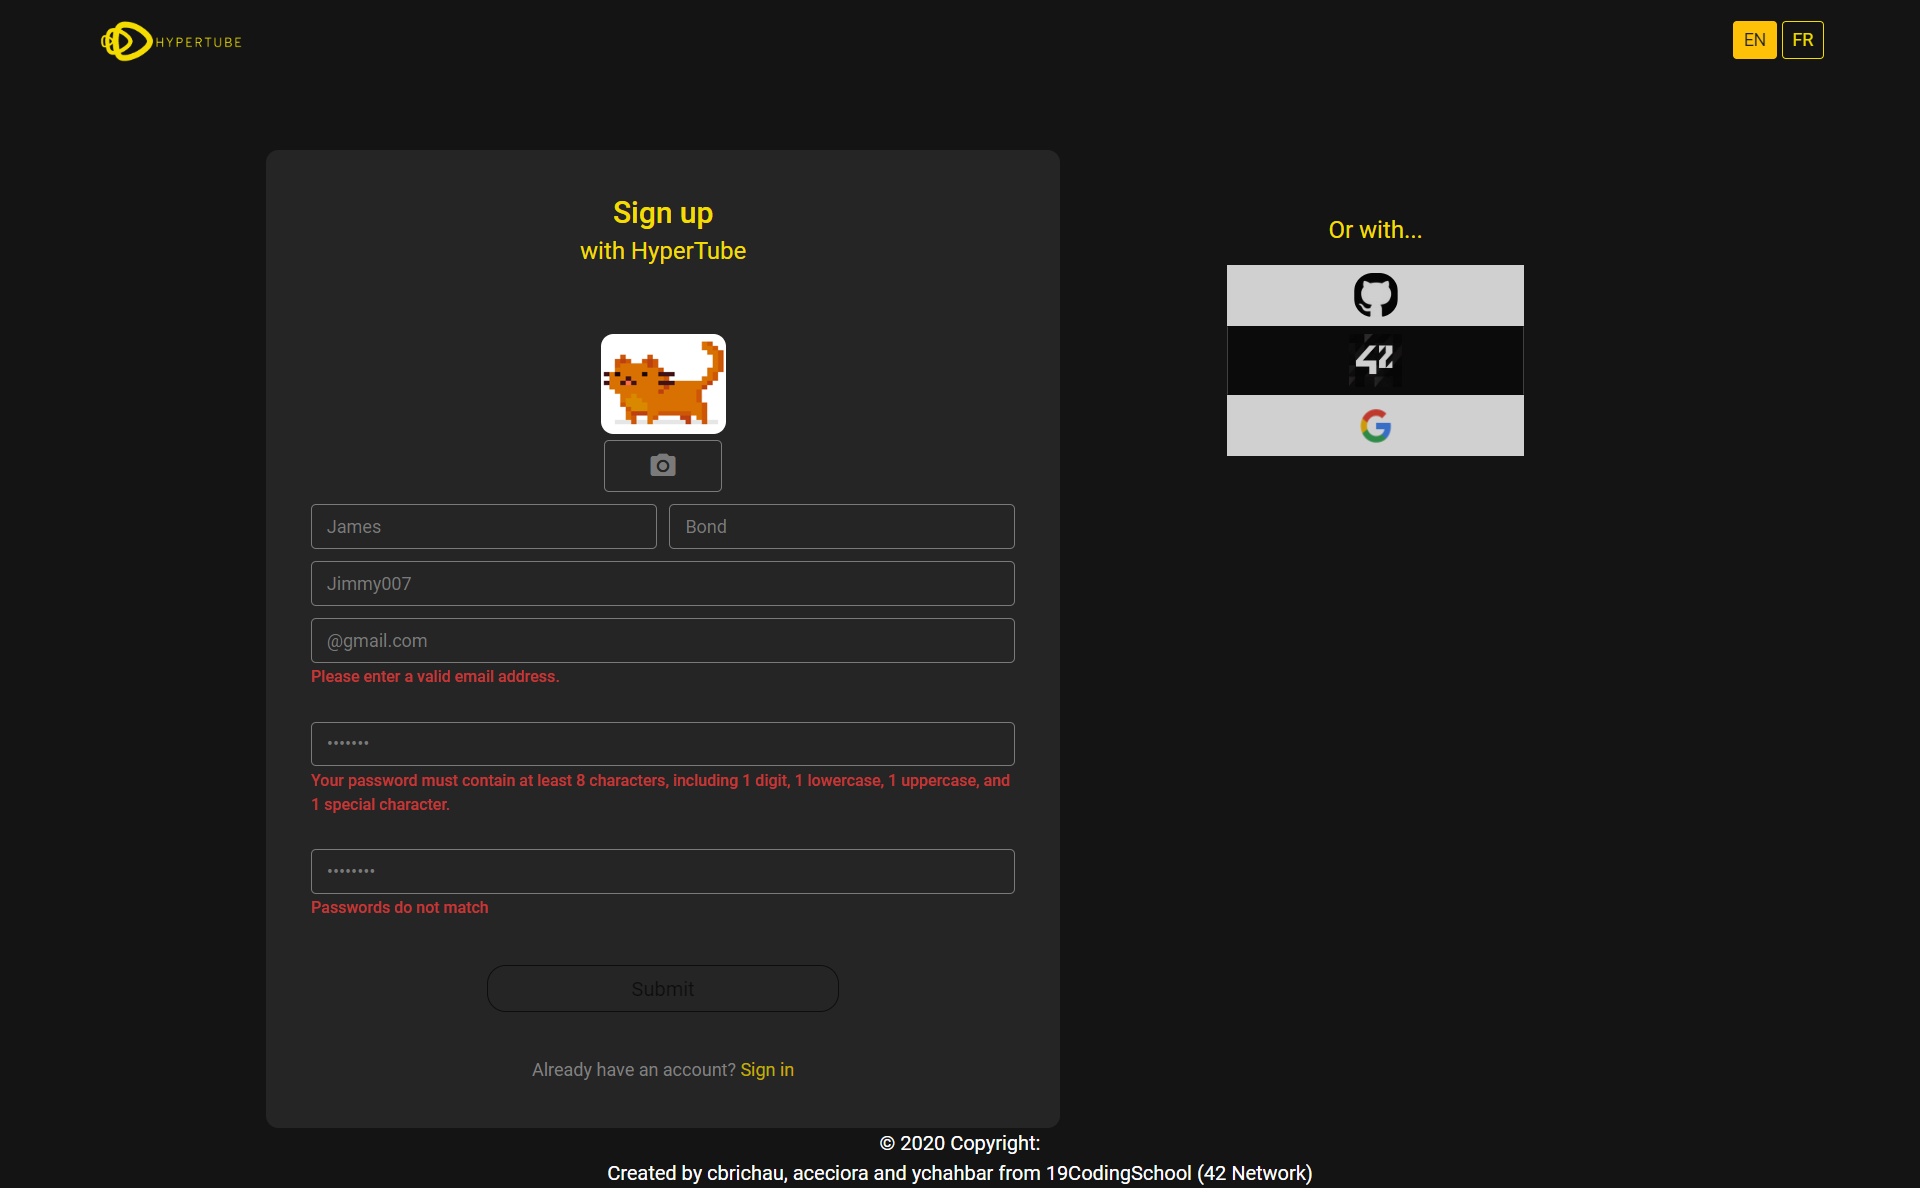 HYPERTUBE
EN FR
Sign up
with HyperTube
Or with...
42
James
Bond
Jimmy007
@gmail.com
Please enter a valid email address.
•••••••
Your password must contain at least 8 characters, including 1 digit, 1 lowercase, 1 uppercase, and
1 special character.
••••••••
Passwords do not match
Submit
Already have an account? Sign in
© 2020 Copyright:
Created by cbrichau, aceciora and ychahbar from 19CodingSchool (42 Network)